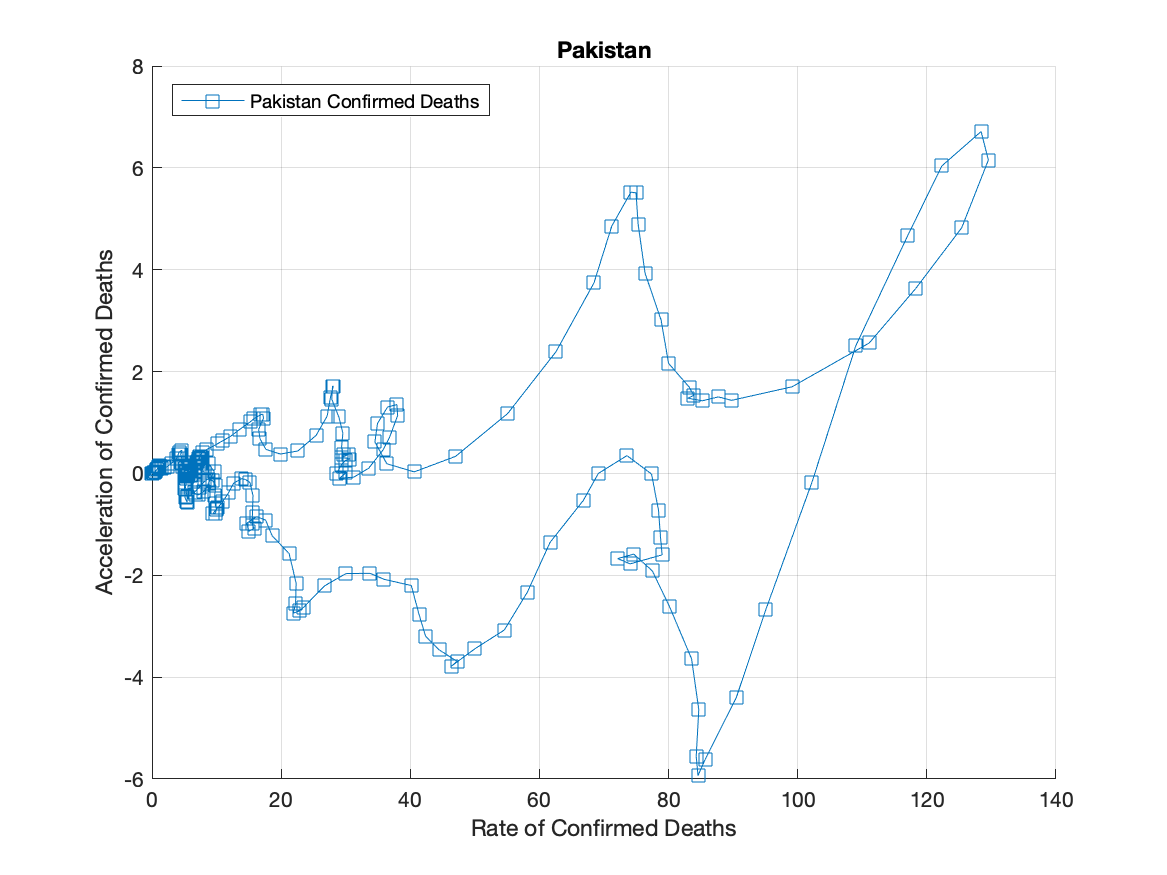 Pakistan
8
Pakistan Confirmed Deaths
6
4
2
0
-2
-4
-6
Acceleration of Confirmed Deaths
0 20 40 60 80 100 120 140
Rate of Confirmed Deaths